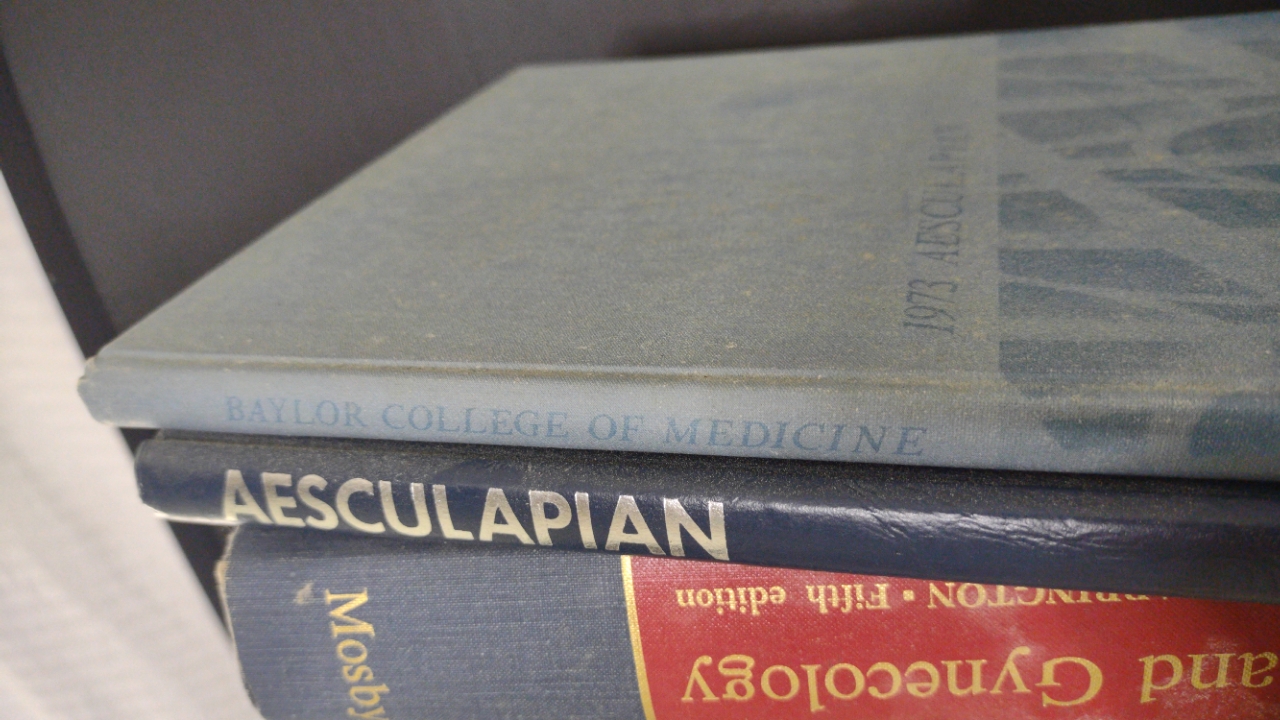 1973 AESCULAPIAN
BAYLOR COLLEGE OF MEDICINE
AESCULAPIAN
Mosby
and Gynecology
Fifth edition